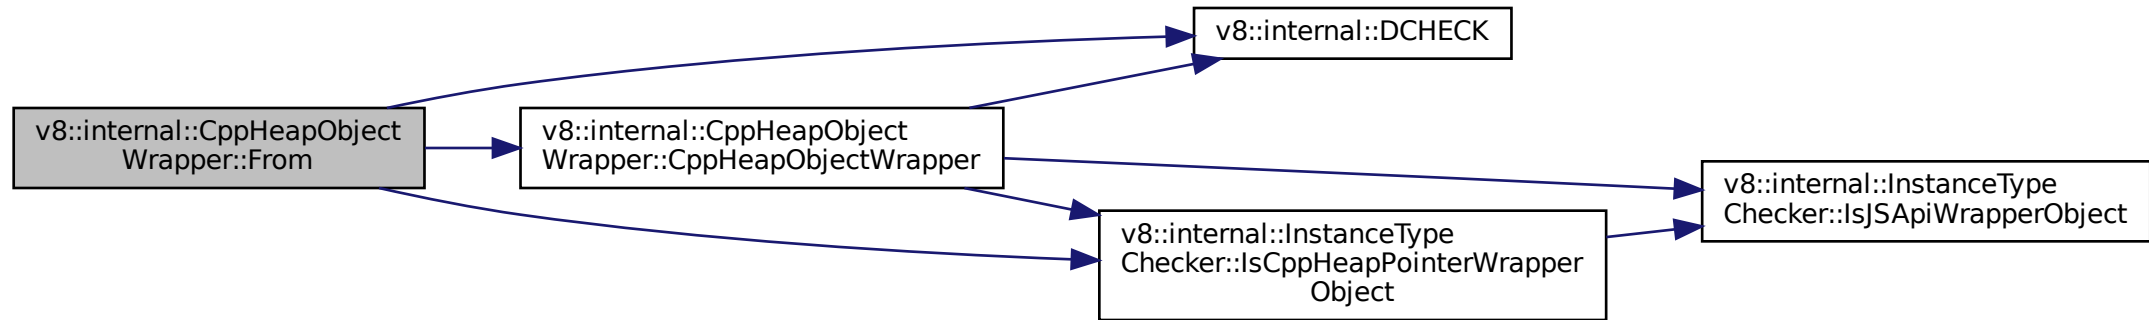 v8::internal::DCHECK
v8::internal::CppHeapObject
Wrapper::From
v8::internal::CppHeapObject
Wrapper::CppHeapObjectWrapper
v8::internal::InstanceType
Checker::IsJSApiWrapperObject
v8::internal::InstanceType
Checker::IsCppHeapPointerWrapper
Object